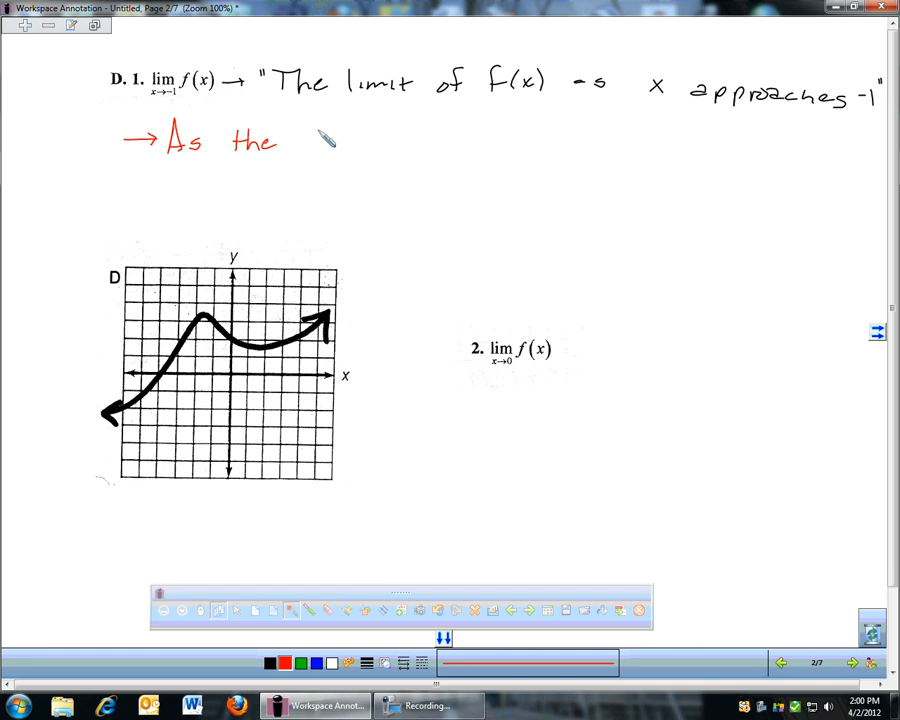 Workspace Annotation - Untitled, Page 2/7 (Zoom 100%) *
D. 1. lim f(x) → "The limit of f(x) as x approaches -1"
x→-1
→ As the
y
D
x
2. lim f(x)
x→0
2/7
Workspace Annot...
Recording...
2:00 PM
4/2/2012